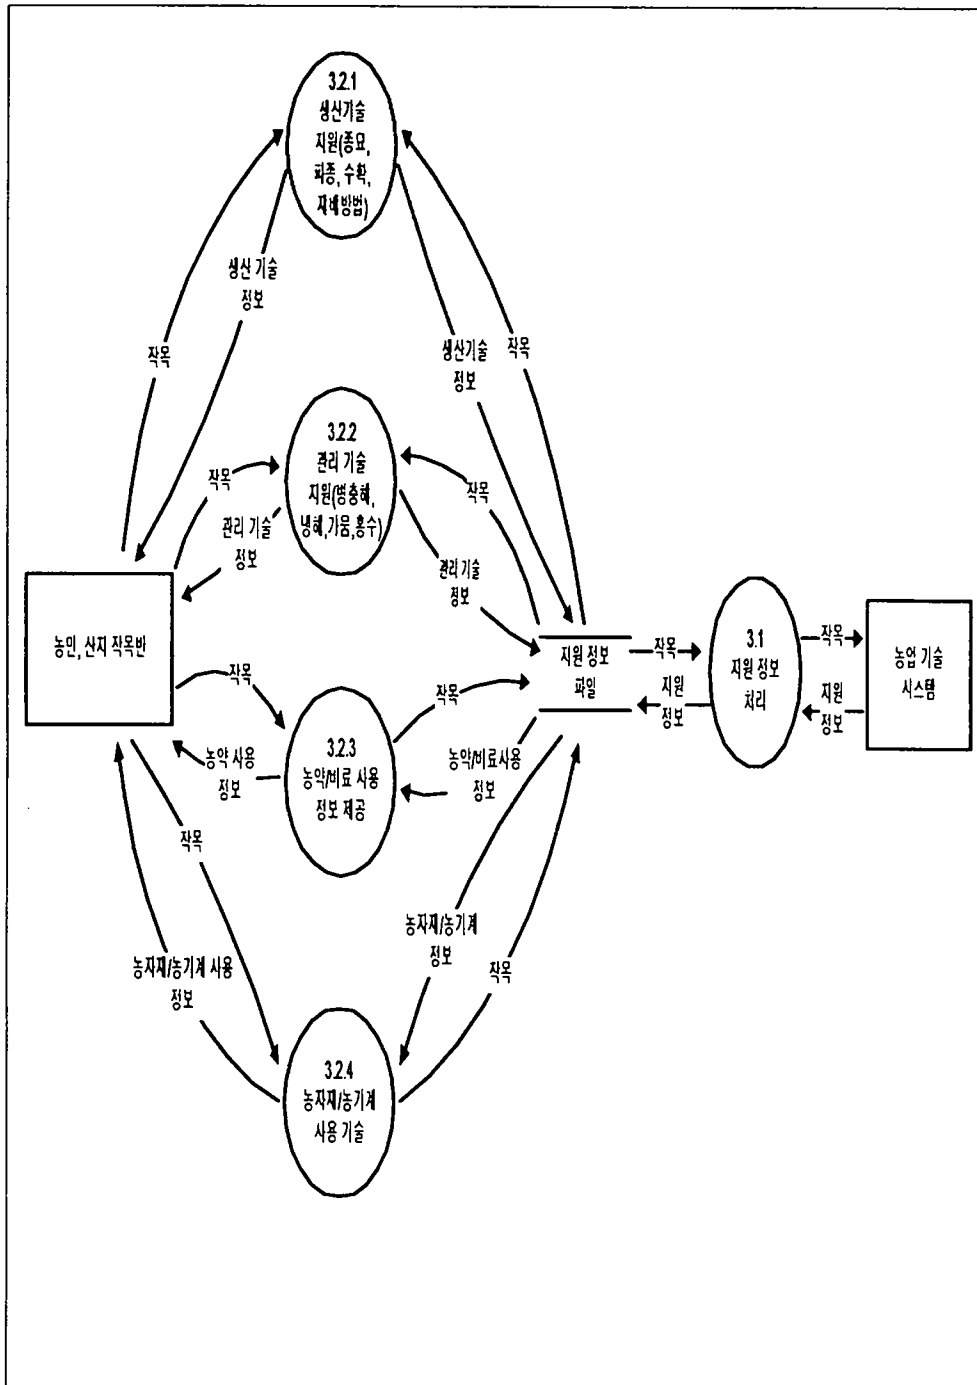 3.2.1
생산기술
지원(종묘,
파종, 수확,
재배방법)
생산 기술
정보
작목
생산기술
정보
작목
3.2.2
관리 기술
지원(병충해,
냉해,가뭄,홍수)
작목
관리 기술
정보
작목
관리 기술
정보
농민, 산지 작목반
지원 정보
파일
작목
지원
정보
3.1
지원 정보
처리
작목
지원
정보
농업 기술
시스템
작목
농약 사용
정보
3.2.3
농약/비료 사용
정보 제공
작목
농약/비료사용
정보
작목
농자재/농기계 사용
정보
농자재/농기계
정보
작목
3.2.4
농자재/농기계
사용 기술